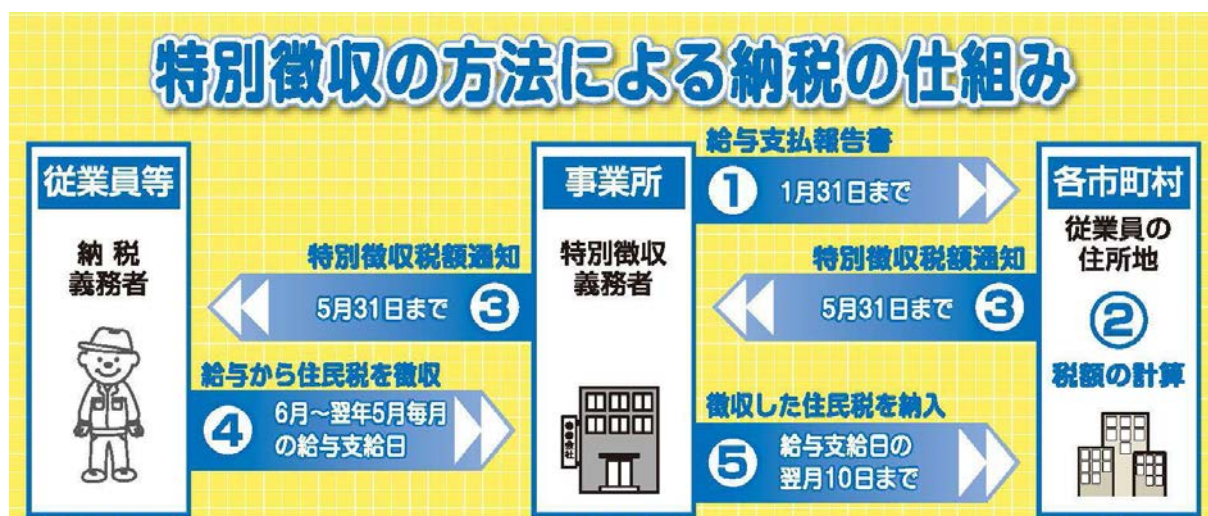 特別徴収の方法による納税の仕組み
従業員等
納税
義務者
特別徴収税額通知
5月31日まで ③
給与から住民税を徴収
④ 6月～翌年5月毎月
の給与支給日
事業所
特別徴収
義務者
給与支払報告書
① 1月31日まで
特別徴収税額通知
5月31日まで ③
徴収した住民税を納入
⑤ 給与支給日の
翌月10日まで
各市町村
従業員の
住所地
②
税額の計算